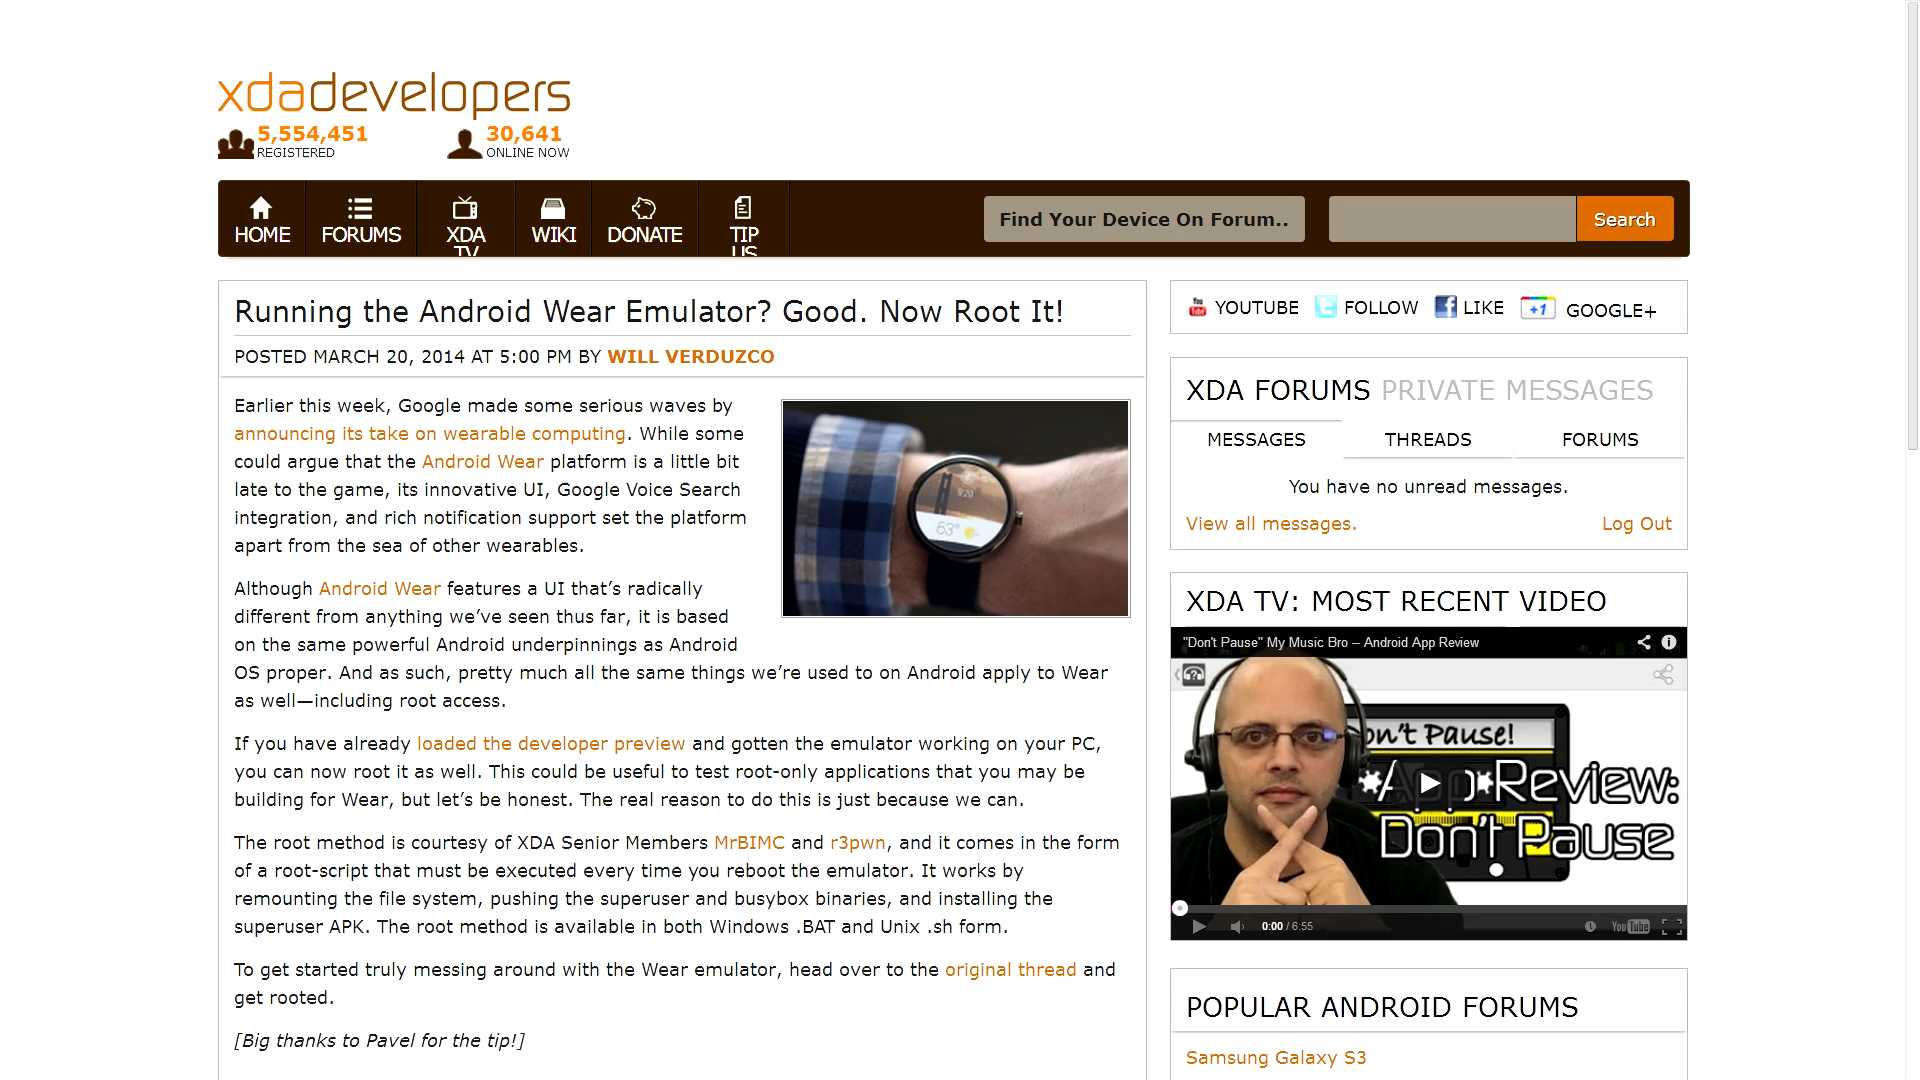 xdadevelopers
5,554,451
REGISTERED
30,641
ONLINE NOW
HOME
FORUMS
XDA
TV
WIKI
DONATE
TIP
US
Find Your Device On Forum..
Search
Running the Android Wear Emulator? Good. Now Root It!
POSTED MARCH 20, 2014 AT 5:00 PM BY WILL VERDUZCO
Earlier this week, Google made some serious waves by
announcing its take on wearable computing. While some
could argue that the Android Wear platform is a little bit
late to the game, its innovative UI, Google Voice Search
integration, and rich notification support set the platform
apart from the sea of other wearables.
9:20
63°
Although Android Wear features a UI that’s radically
different from anything we’ve seen thus far, it is based
on the same powerful Android underpinnings as Android
OS proper. And as such, pretty much all the same things we’re used to on Android apply to Wear
as well—including root access.
If you have already loaded the developer preview and gotten the emulator working on your PC,
you can now root it as well. This could be useful to test root-only applications that you may be
building for Wear, but let’s be honest. The real reason to do this is just because we can.
The root method is courtesy of XDA Senior Members MrBIMC and r3pwn, and it comes in the form
of a root-script that must be executed every time you reboot the emulator. It works by
remounting the file system, pushing the superuser and busybox binaries, and installing the
superuser APK. The root method is available in both Windows .BAT and Unix .sh form.
To get started truly messing around with the Wear emulator, head over to the original thread and
get rooted.
[Big thanks to Pavel for the tip!]
You Tube YOUTUBE
FOLLOW
LIKE
+1 GOOGLE+
XDA FORUMS PRIVATE MESSAGES
MESSAGES
THREADS
FORUMS
You have no unread messages.
View all messages.
Log Out
XDA TV: MOST RECENT VIDEO
"Don't Pause" My Music Bro -- Android App Review
Don't Pause!
App Review:
Don't Pause
0:00 / 6:55
YouTube
POPULAR ANDROID FORUMS
Samsung Galaxy S3